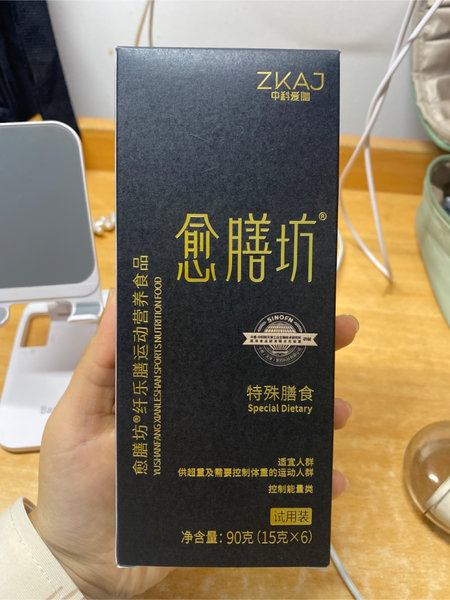 ZKAJ
中科爱伽
愈膳坊®
愈膳坊®纤乐膳运动营养食品
YUSHANFANG XIANLESHAN SPORTS NUTRITION FOOD
SINOFN
特殊膳食
Special Dietary
适宜人群
供超重及需要控制体重的运动人群
控制能量类
试用装
净含量：90克(15克×6)